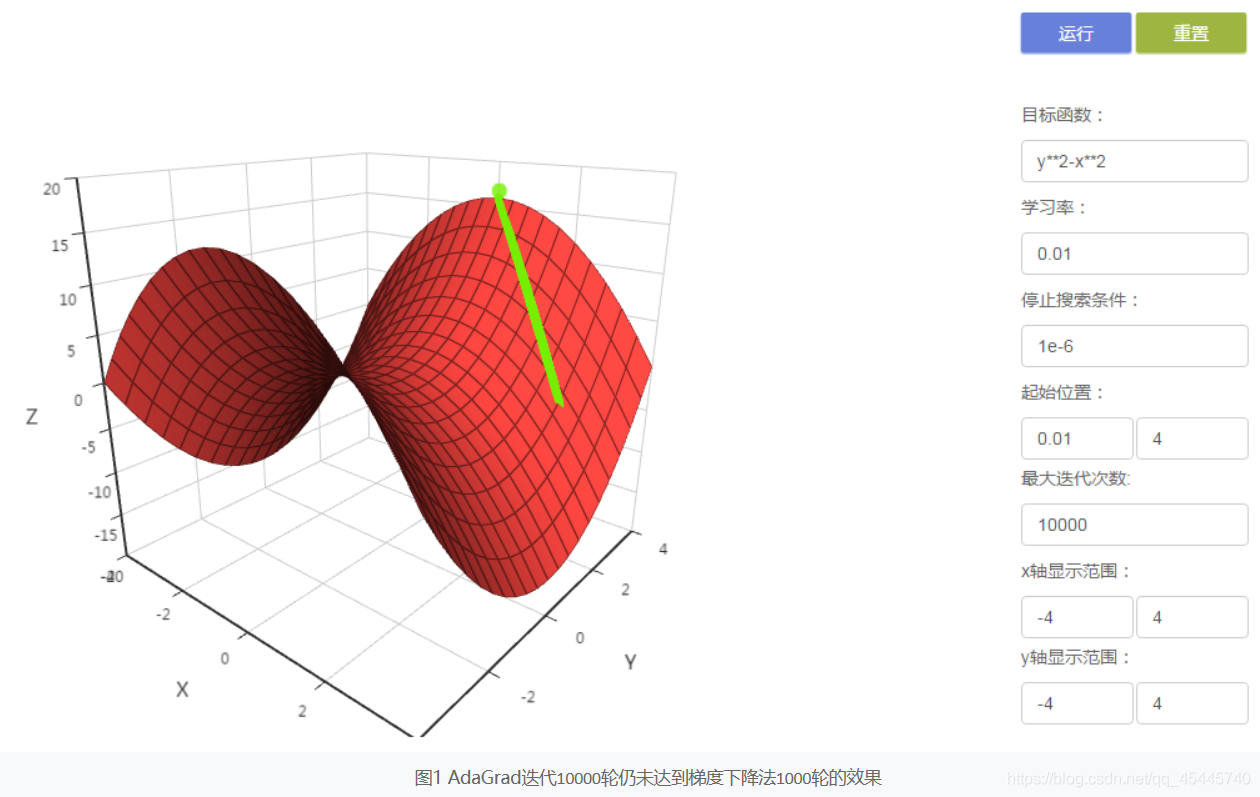 运行 重置
目标函数：
y**2-x**2
学习率：
0.01
停止搜索条件：
1e-6
起始位置：
0.01 4
最大迭代次数:
10000
x轴显示范围：
-4 4
y轴显示范围：
-4 4
20
15
10
5
0
-5
-10
-15
Z
-2
0
2
X
4
2
0
-2
Y
图1 AdaGrad迭代10000轮仍未达到梯度下降法1000轮的效果
https://blog.csdn.net/qq_45445740